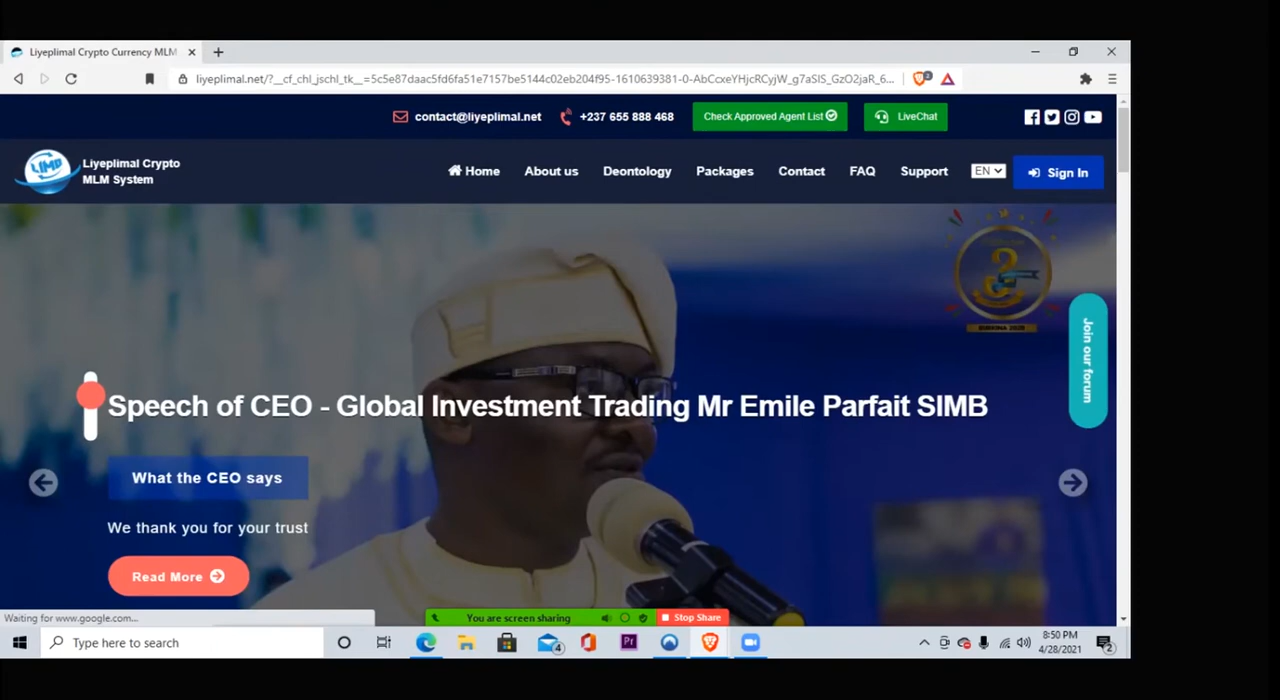 Liyeplimal Crypto Currency MLM
liyeplimal.net/?__cf_chl_jschl_tk__=5c5e87daac5fd6fa51e7157be5144c02eb204f95-1610639381-0-AbCcxeYHjcRCyjW_g7aSlS_GzO2jaR_6...
contact@liyeplimal.net +237 655 888 468 Check Approved Agent List LiveChat
LIMP
Liyeplimal Crypto
MLM System
Home About us Deontology Packages Contact FAQ Support EN Sign In
Join our forum
Speech of CEO - Global Investment Trading Mr Emile Parfait SIMB
What the CEO says
We thank you for your trust
Read More
Waiting for www.google.com...
You are screen sharing Stop Share
Type here to search
4
Pr
8:50 PM
4/28/2021
2